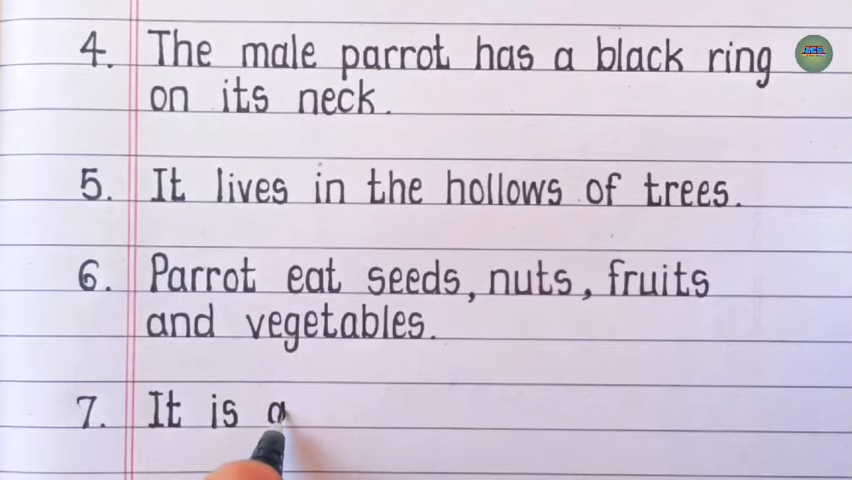 4. The male parrot has a black ring
on its neck.
5. It lives in the hollows of trees.
6. Parrot eat seeds, nuts, fruits
and vegetables.
7. It is a